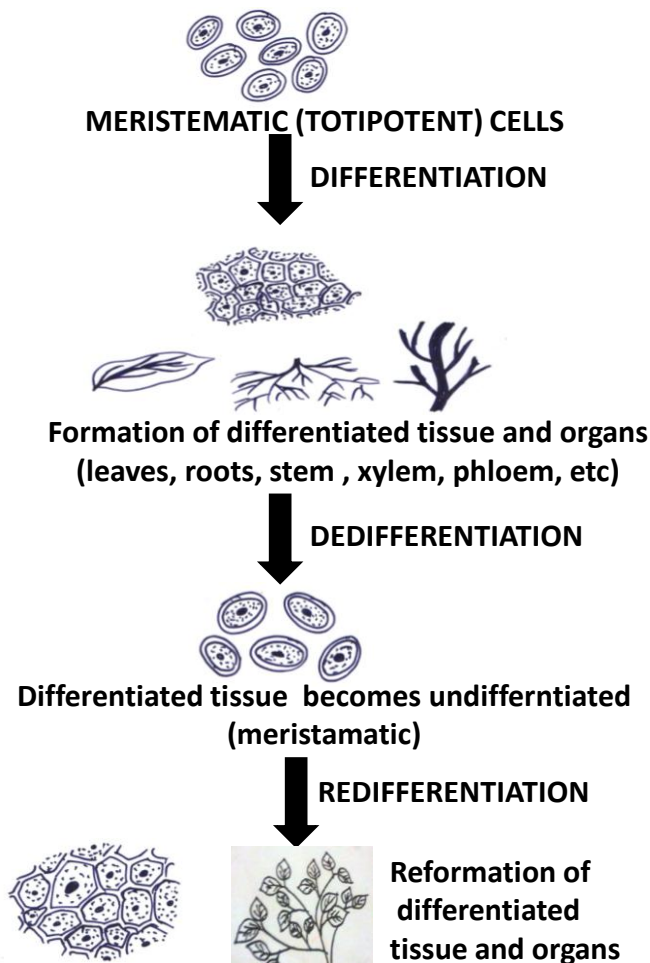 MERISTEMATIC (TOTIPOTENT) CELLS
DIFFERENTIATION
Formation of differentiated tissue and organs
(leaves, roots, stem , xylem, phloem, etc)
DEDIFFERENTIATION
Differentiated tissue becomes undifferntiated
(meristamatic)
REDIFFERENTIATION
Reformation of
differentiated
tissue and organs